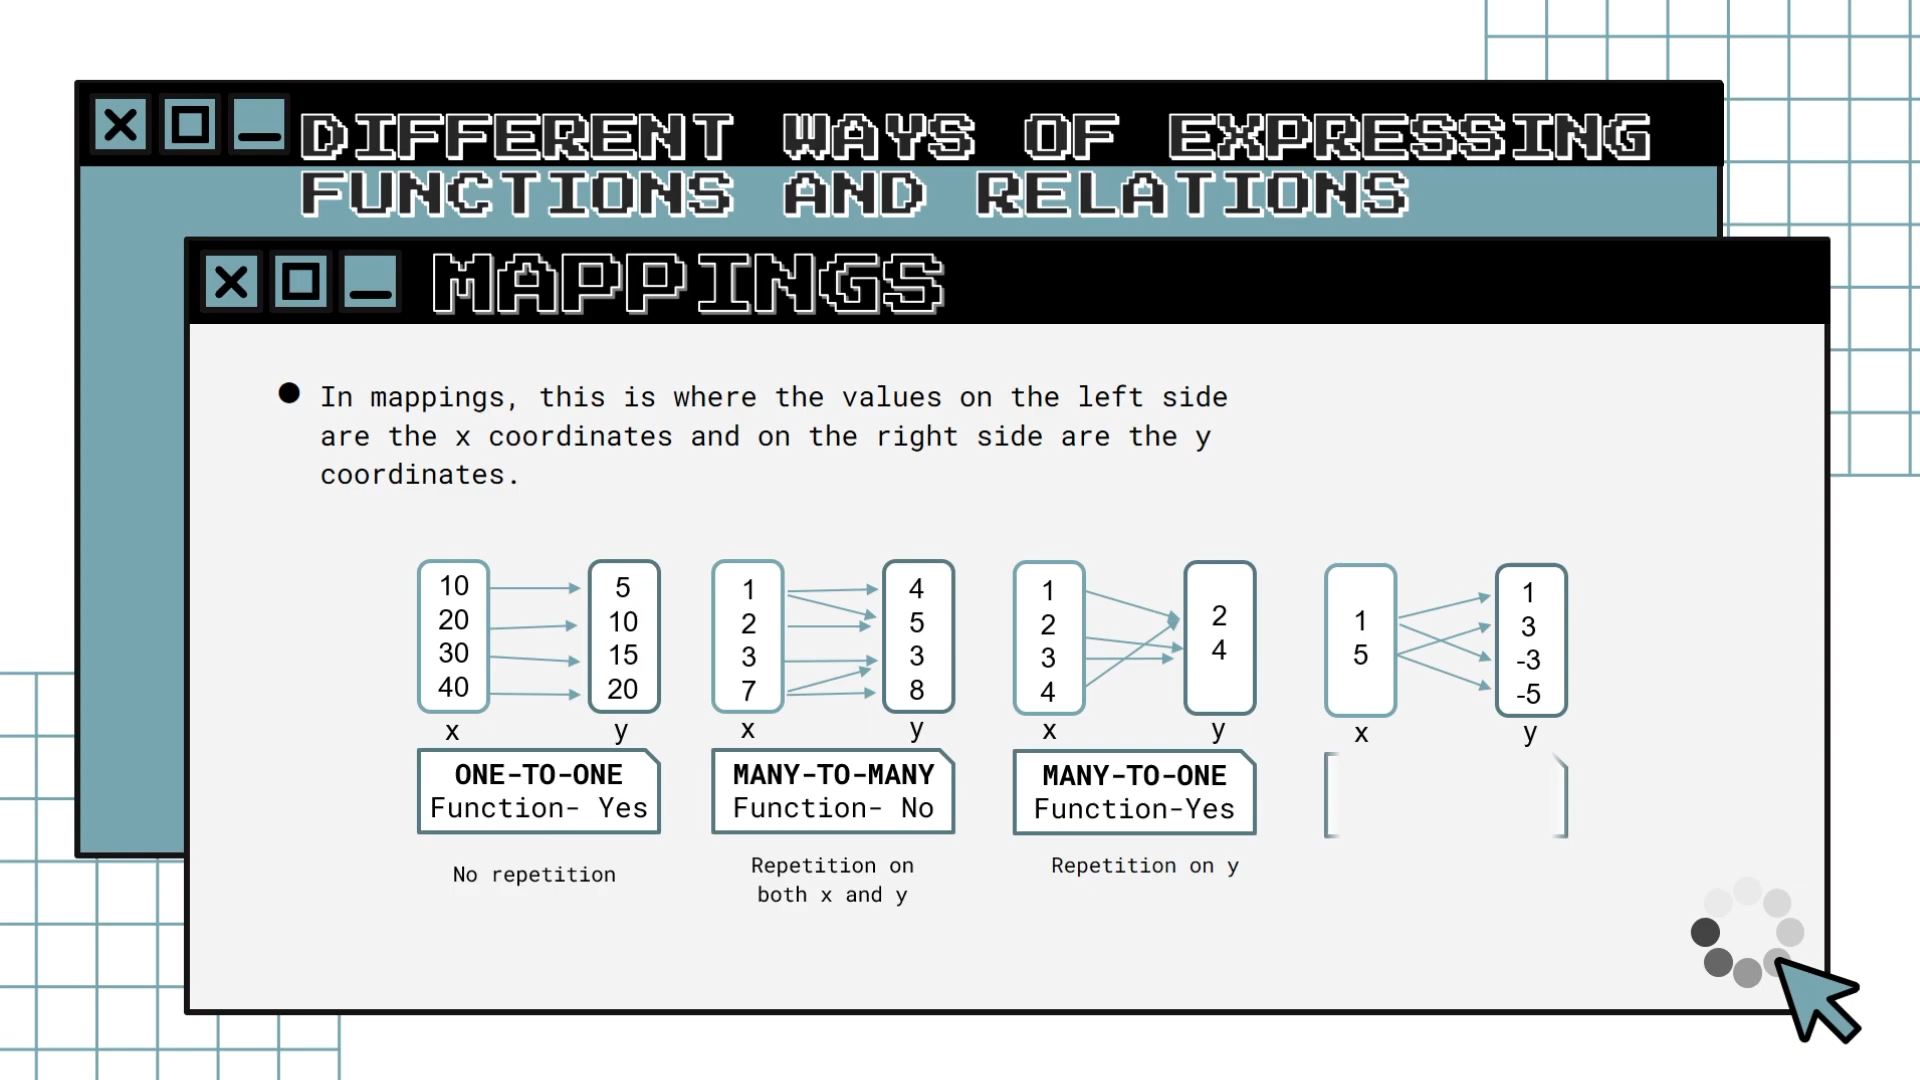 DIFFERENT WAYS OF EXPRESSING
FUNCTIONS AND RELATIONS
MAPPINGS
● In mappings, this is where the values on the left side
are the x coordinates and on the right side are the y
coordinates.
10
20
30
40
x
5
10
15
20
y
ONE-TO-ONE
Function- Yes
No repetition
1
2
3
7
x
4
5
3
8
y
MANY-TO-MANY
Function- No
Repetition on
both x and y
1
2
3
4
x
2
4
y
MANY-TO-ONE
Function-Yes
Repetition on y
1
5
x
1
3
-3
-5
y